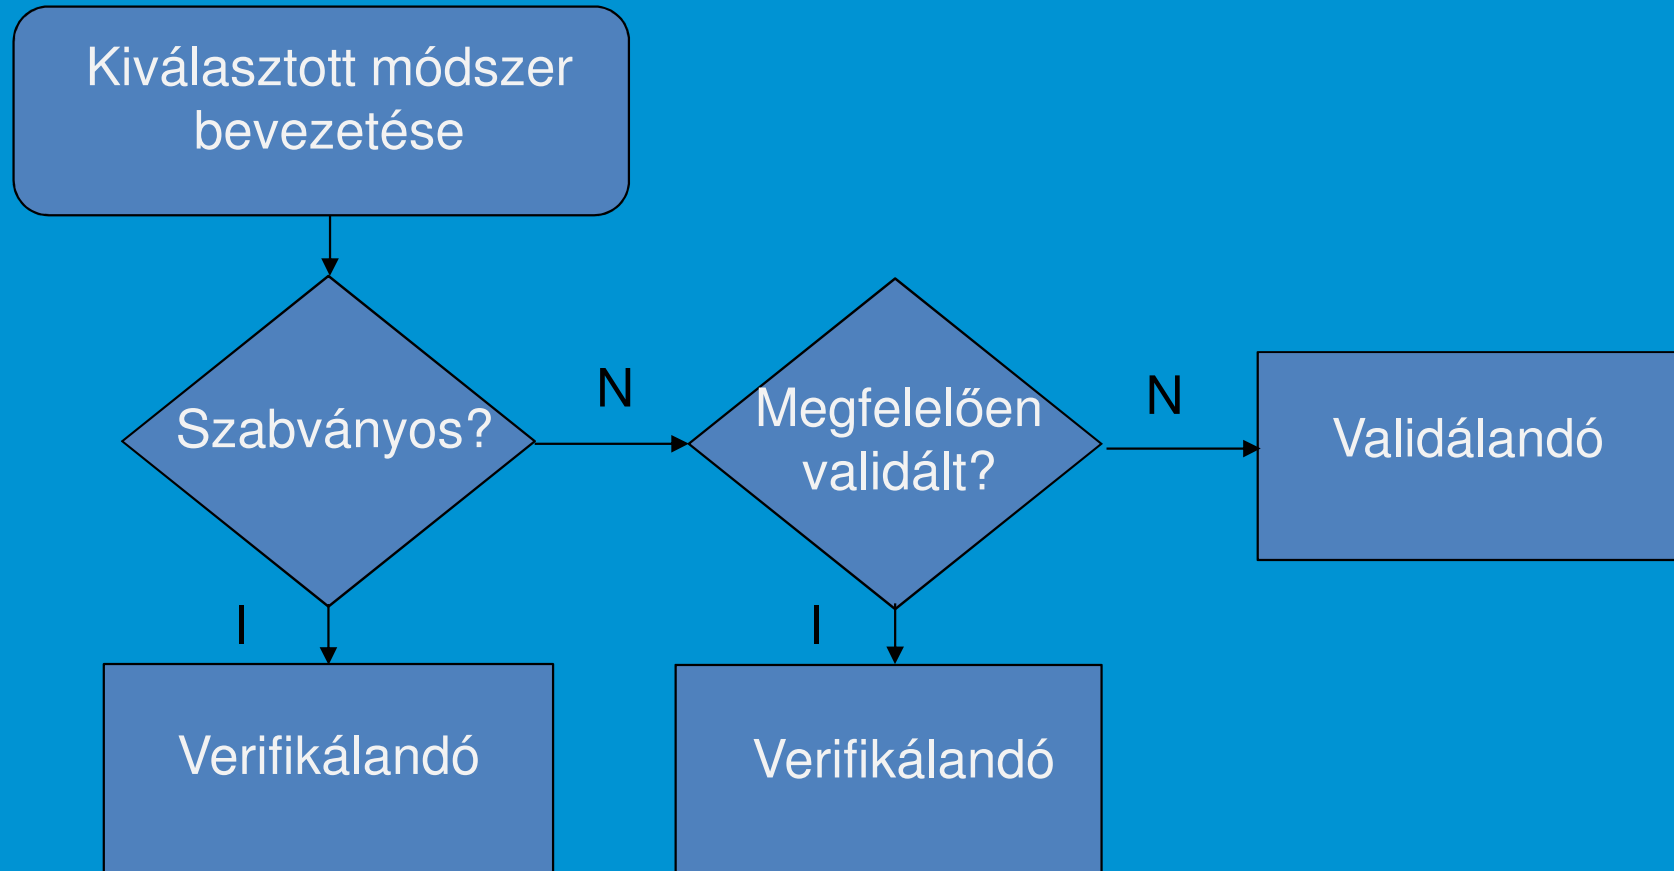 Kiválasztott módszer
bevezetése
Szabványos?
N
Megfelelően
validált?
N
Validálandó
I
I
Verifikálandó
Verifikálandó